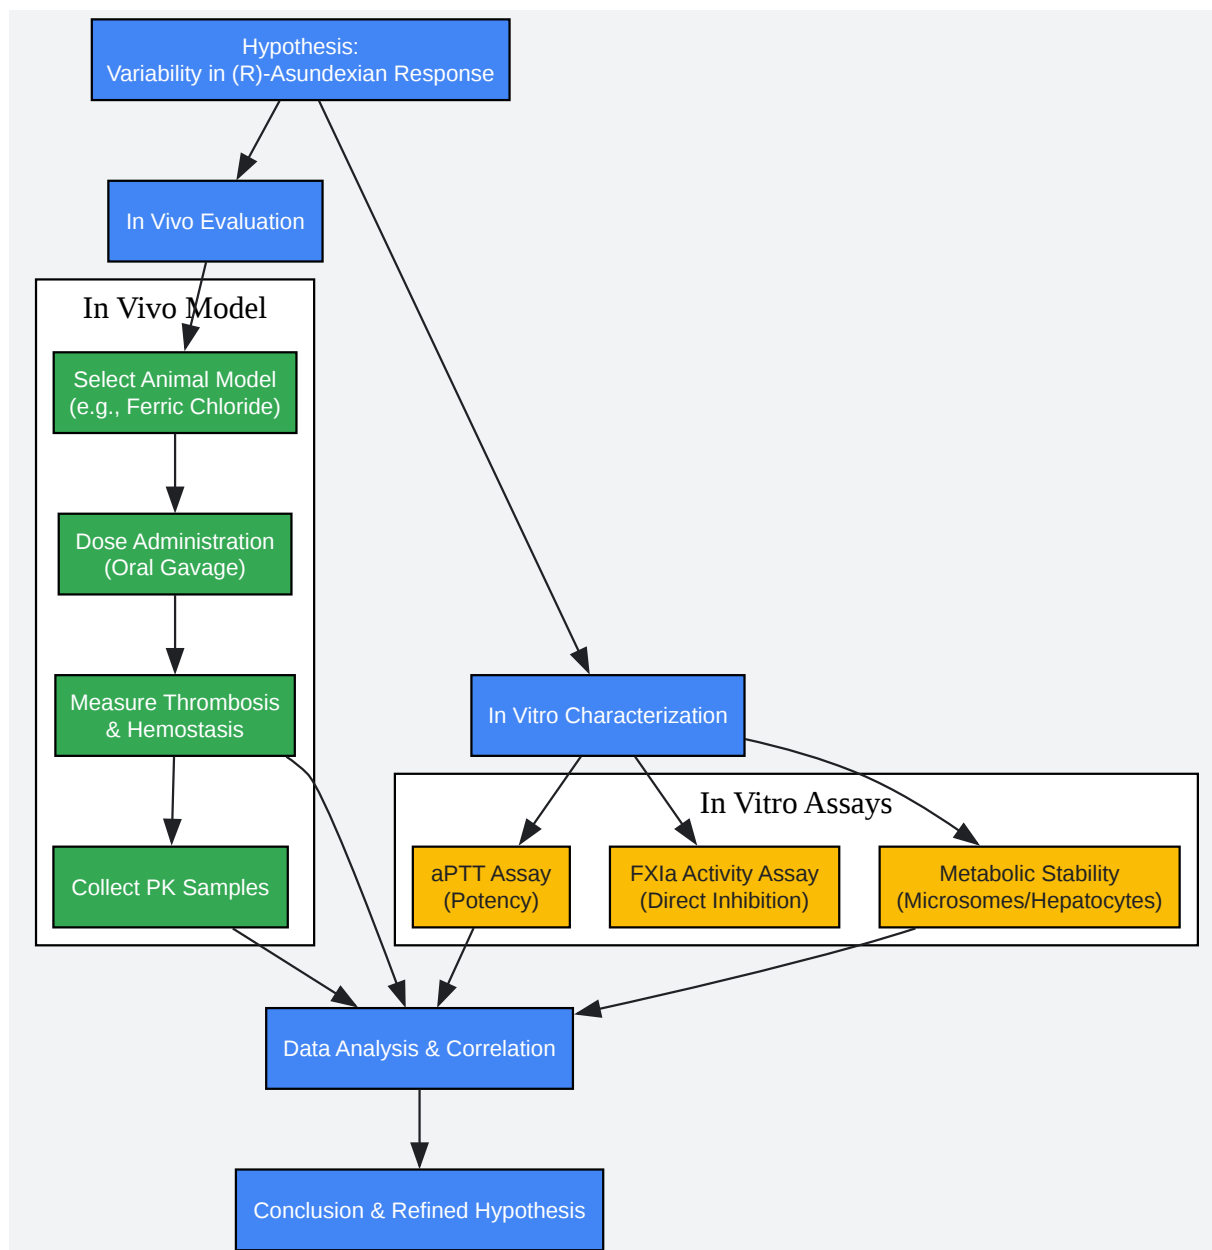 Hypothesis:
Variability in (R)-Asundexian Response
In Vivo Evaluation
In Vivo Model
Select Animal Model
(e.g., Ferric Chloride)
Dose Administration
(Oral Gavage)
Measure Thrombosis
& Hemostasis
Collect PK Samples
In Vitro Characterization
In Vitro Assays
aPTT Assay
(Potency)
FXIa Activity Assay
(Direct Inhibition)
Metabolic Stability
(Microsomes/Hepatocytes)
Data Analysis & Correlation
Conclusion & Refined Hypothesis